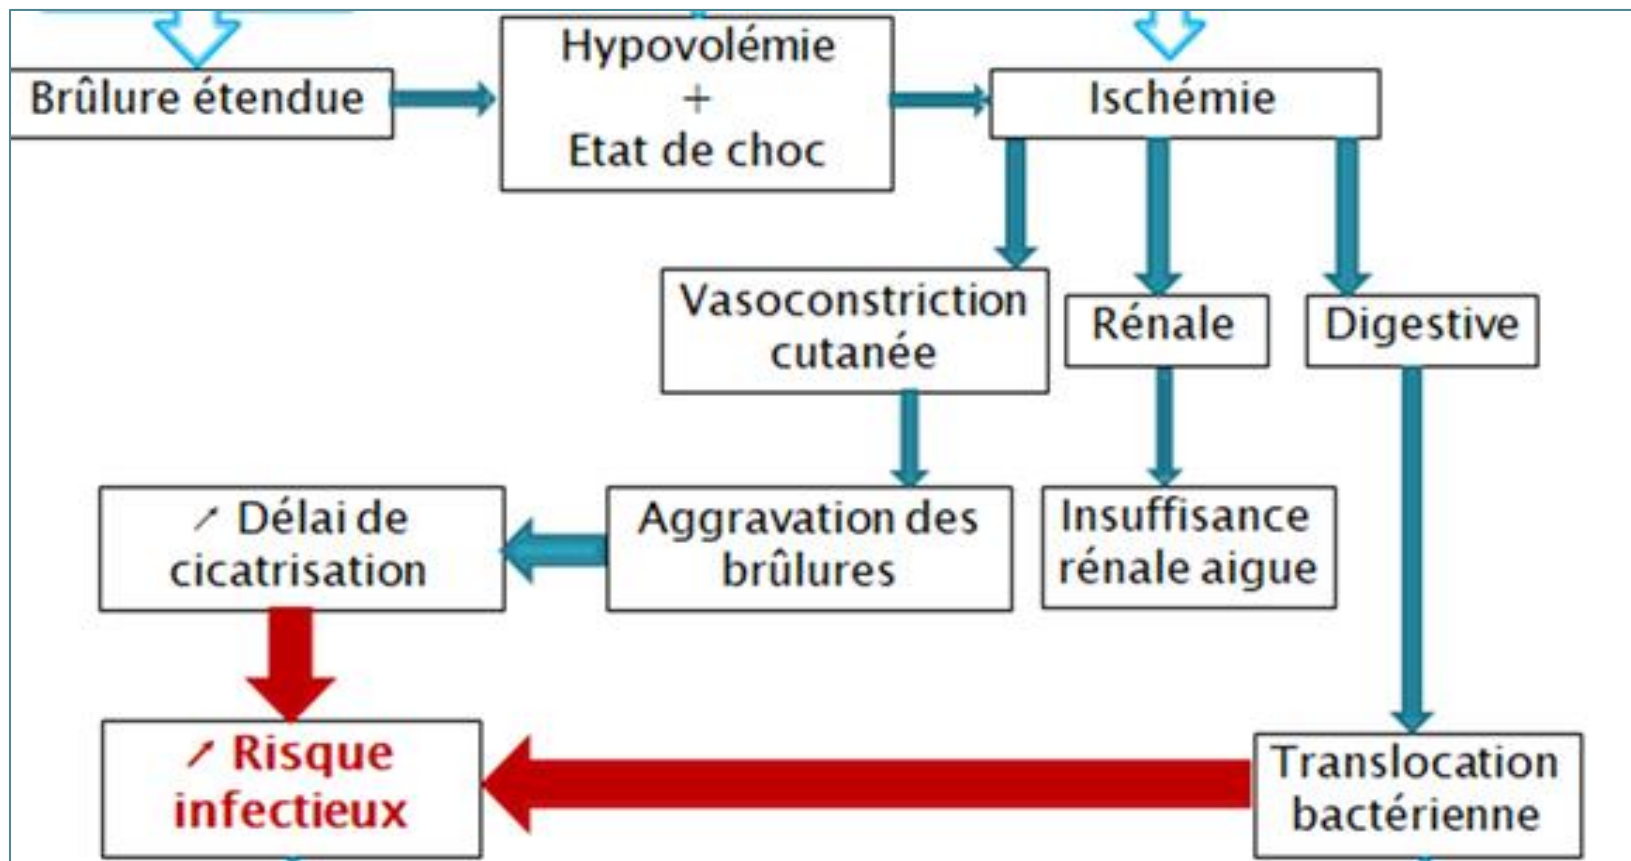 Brûlure étendue
Hypovolémie
+
Etat de choc
Ischémie
Vasoconstriction
cutanée
Rénale
Digestive
↗ Délai de
cicatrisation
Aggravation des
brûlures
Insuffisance
rénale aigue
↗ Risque
infectieux
Translocation
bactérienne